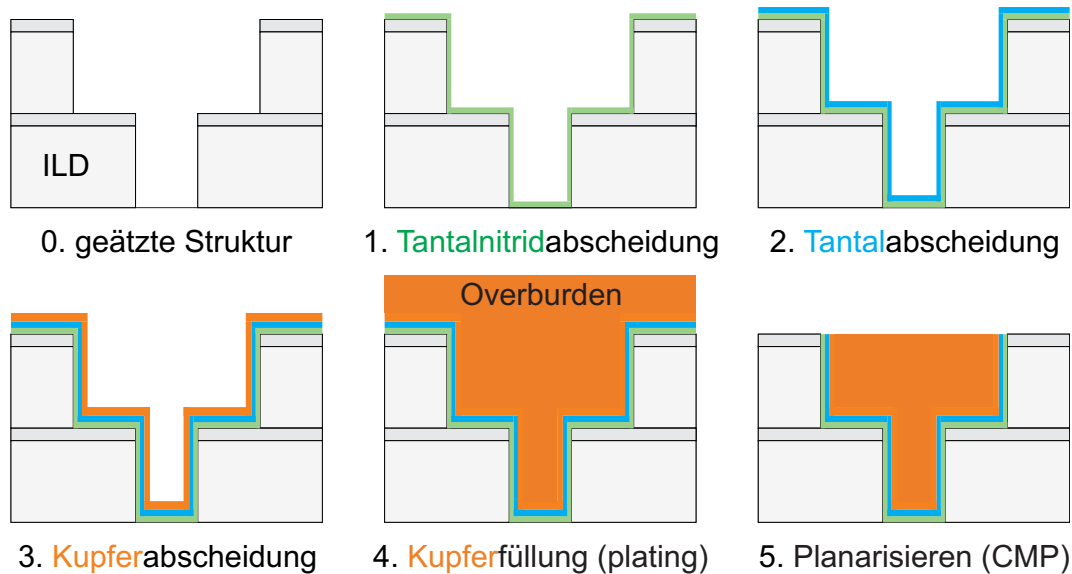 ILD
0. geätzte Struktur
1. Tantalnitridabscheidung
2. Tantalabscheidung
Overburden
3. Kupferabscheidung
4. Kupferfüllung (plating)
5. Planarisieren (CMP)